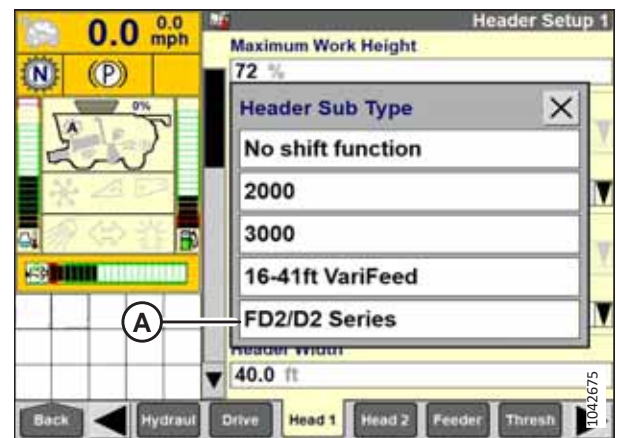 0.0 0.0 mph
Header Setup 1
Maximum Work Height
72 %
N (P)
0%
A
Header Sub Type
No shift function
2000
3000
16-41ft VariFeed
A
FD2/D2 Series
Header Width
40.0 ft
1042675
Back Hydraul Drive Head 1 Head 2 Feeder Thresh